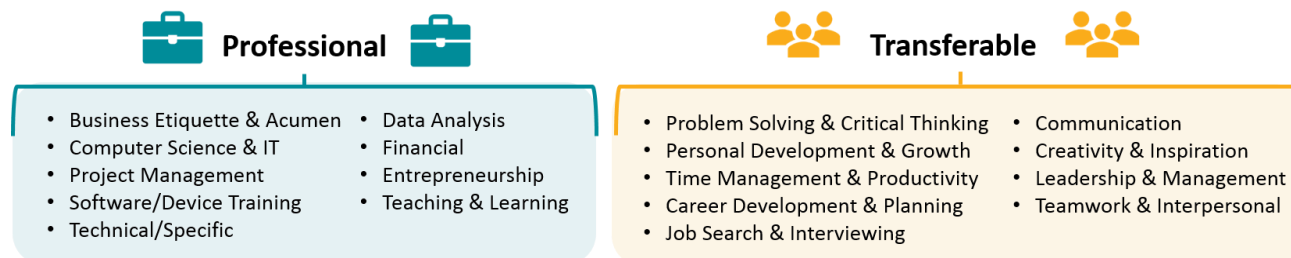 Professional
• Business Etiquette & Acumen
• Computer Science & IT
• Project Management
• Software/Device Training
• Technical/Specific
• Data Analysis
• Financial
• Entrepreneurship
• Teaching & Learning
Transferable
• Problem Solving & Critical Thinking
• Personal Development & Growth
• Time Management & Productivity
• Career Development & Planning
• Job Search & Interviewing
• Communication
• Creativity & Inspiration
• Leadership & Management
• Teamwork & Interpersonal